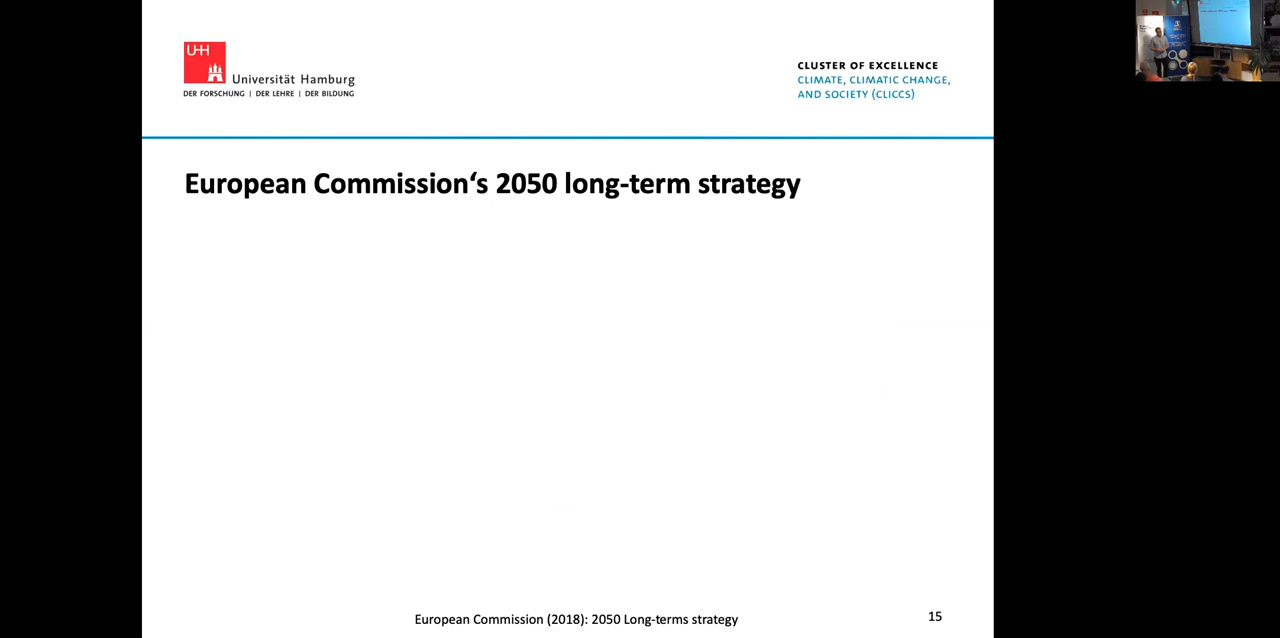 UHH
Universität Hamburg
DER FORSCHUNG | DER LEHRE | DER BILDUNG
CLUSTER OF EXCELLENCE
CLIMATE, CLIMATIC CHANGE,
AND SOCIETY (CLICCS)
European Commission‘s 2050 long-term strategy
European Commission (2018): 2050 Long-terms strategy
15